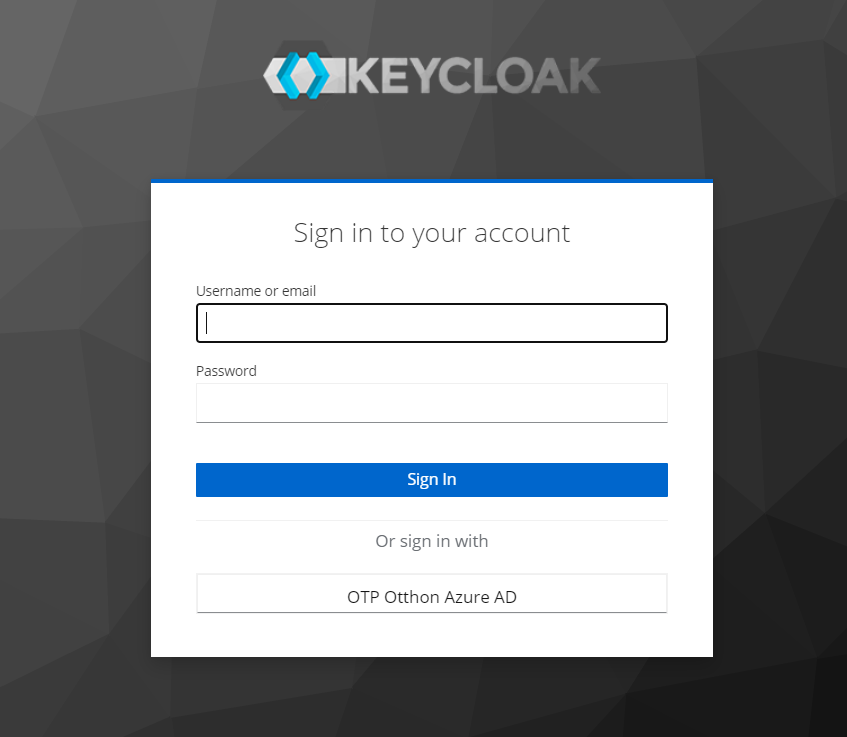 KEYCLOAK
Sign in to your account
Username or email
Password
Sign In
Or sign in with
OTP Otthon Azure AD